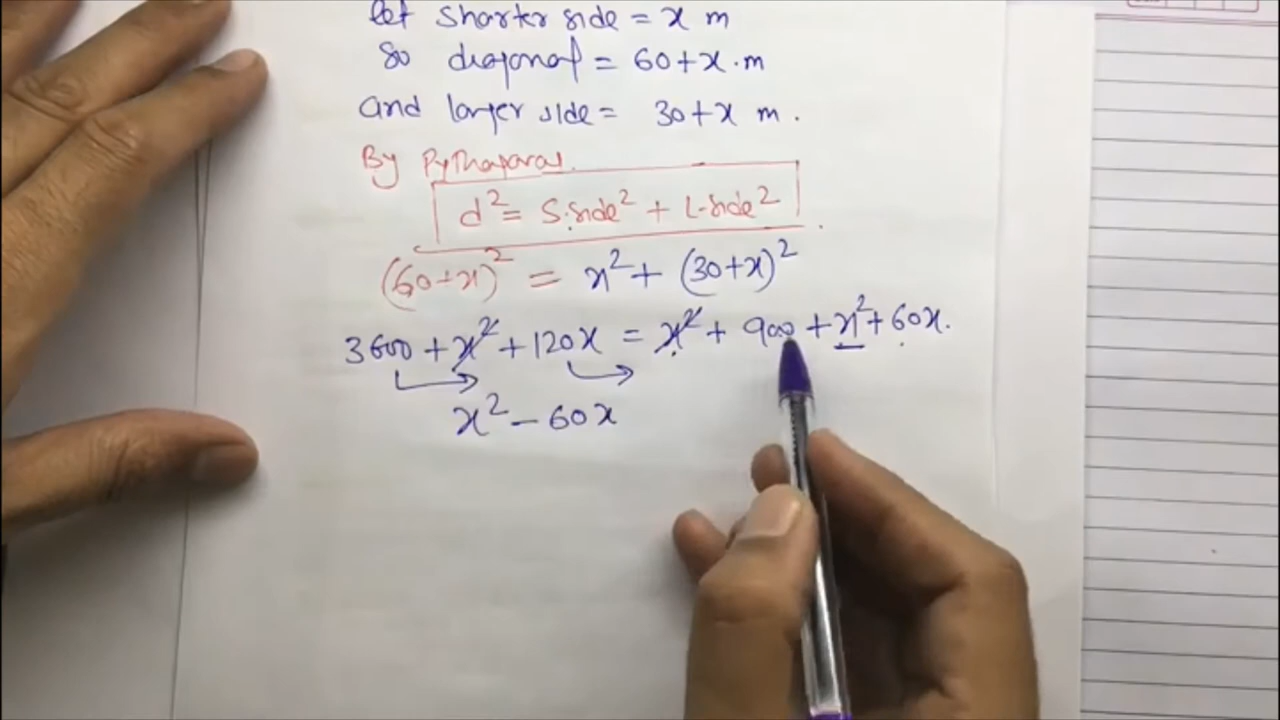 let Shorter side = x m
So diagonal = 60+x.m
and larger side = 30+x m.
By Pythagoras.
d² = S.side² + L-side²
(60+x)² = x² + (30+x)²
3600 + x² + 120x = x² + 900 + x² + 60x.
x² - 60x